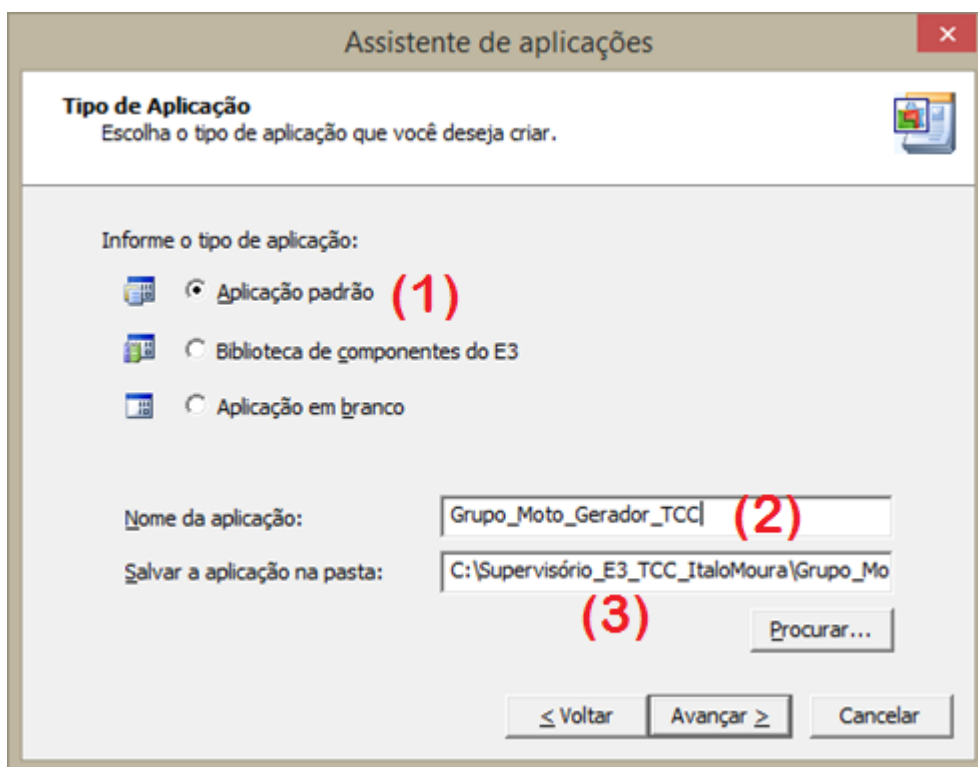 Assistente de aplicações
Tipo de Aplicação
Escolha o tipo de aplicação que você deseja criar.
Informe o tipo de aplicação:
Aplicação padrão (1)
Biblioteca de componentes do E3
Aplicação em branco
Nome da aplicação: Grupo_Moto_Gerador_TCC (2)
Salvar a aplicação na pasta: C:\Supervisório_E3_TCC_ItaloMoura\Grupo_Mo
(3)
Procurar...
< Voltar Avançar > Cancelar